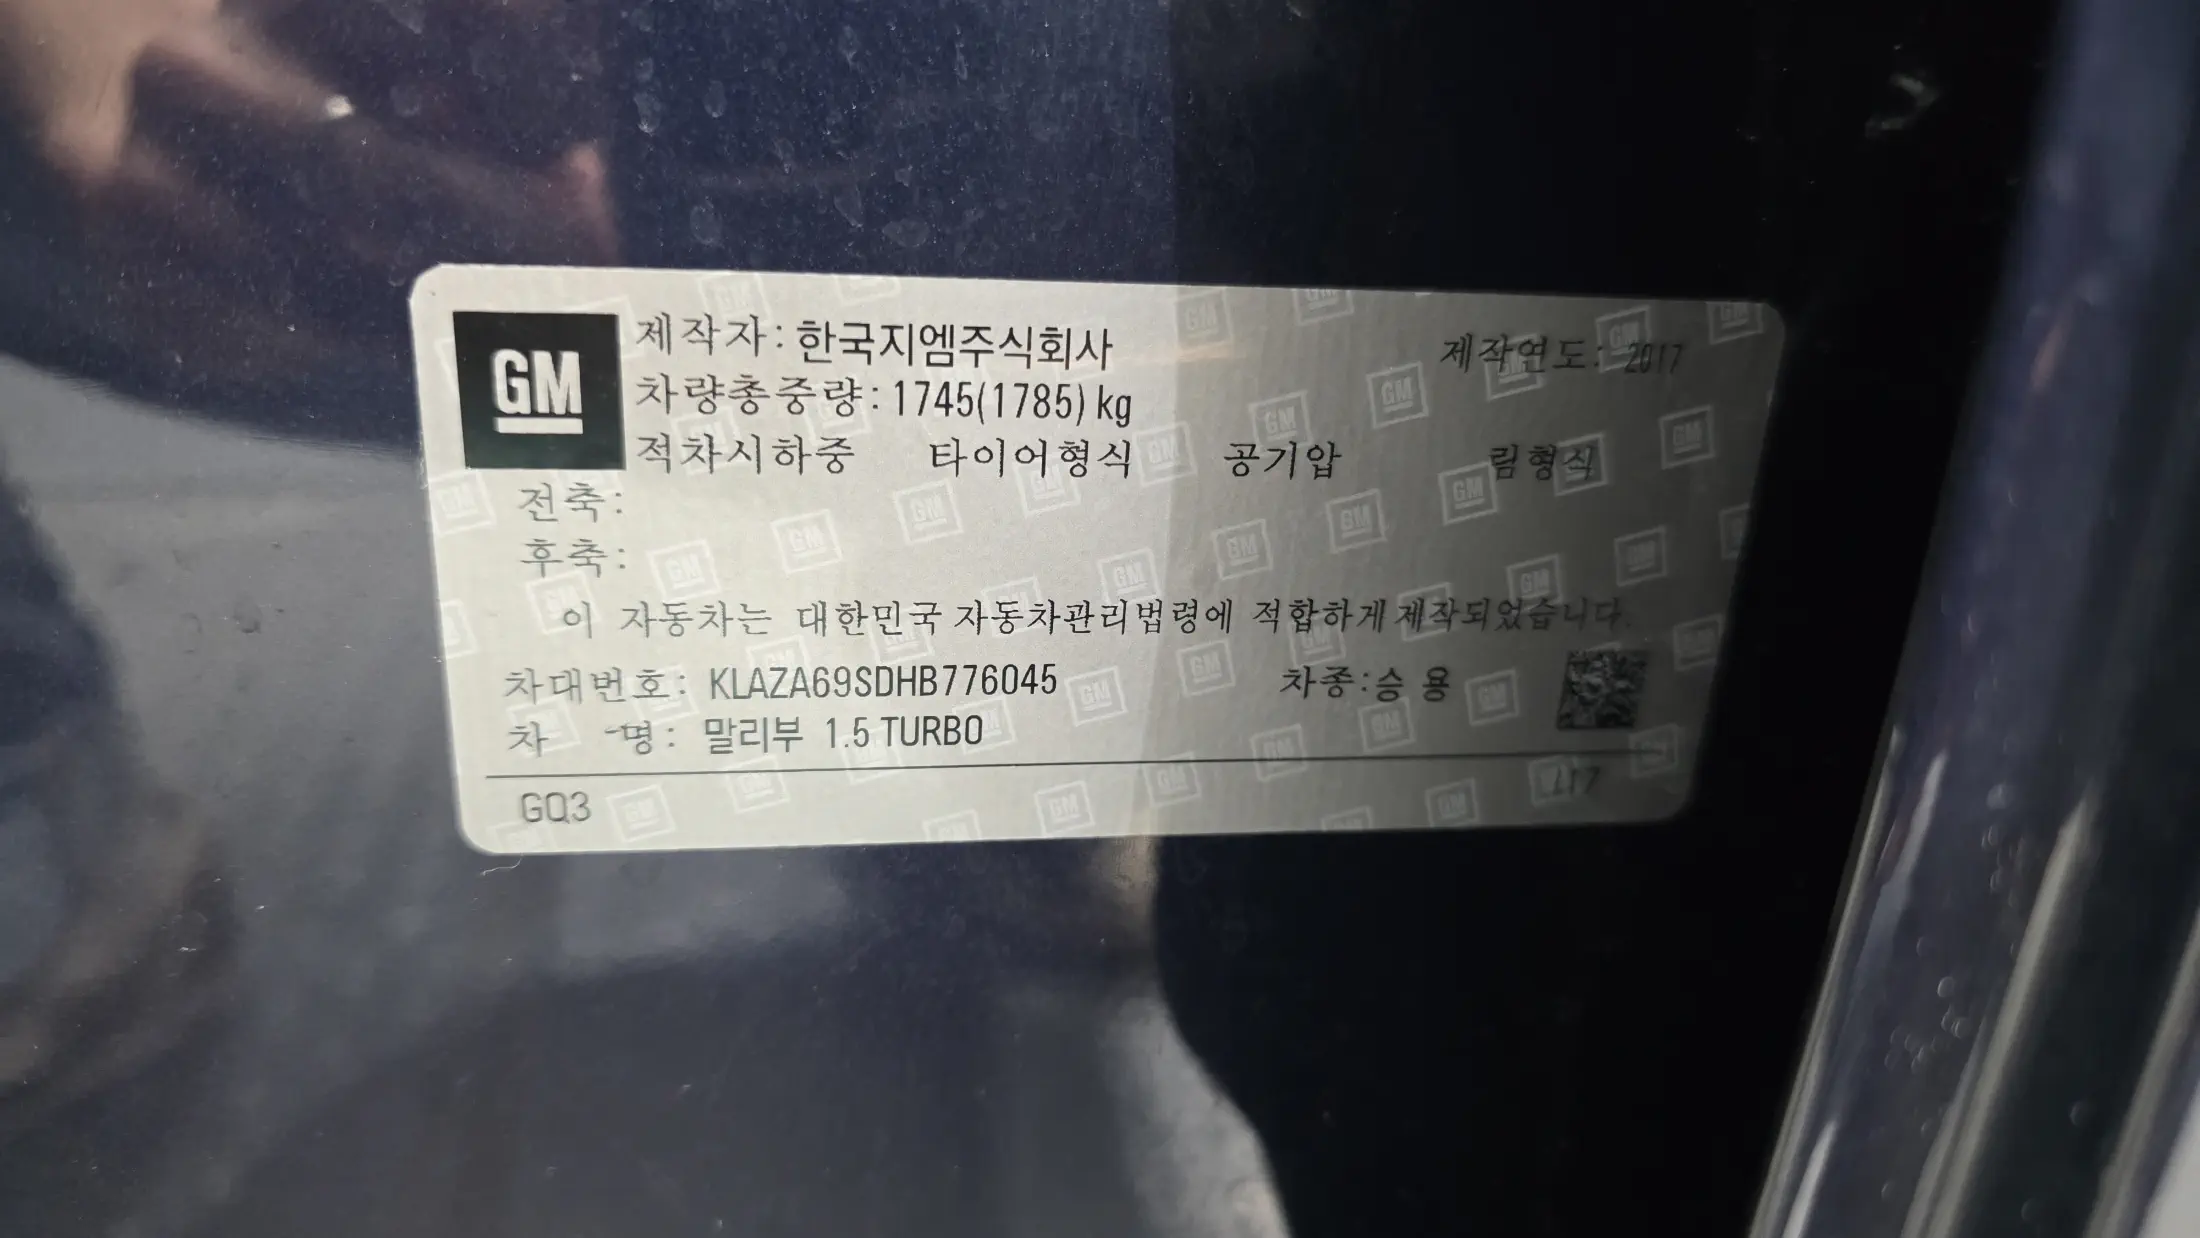 GM
제작자: 한국지엠주식회사 제작연도: 2017
차량총중량: 1745(1785) kg
적차시하중 타이어형식 공기압 림형식
전축:
후축:
이 자동차는 대한민국 자동차관리법령에 적합하게 제작되었습니다.
차대번호: KLAZA69SDHB776045 차종:승 용
차 명: 말리부 1.5 TURBO
GQ3